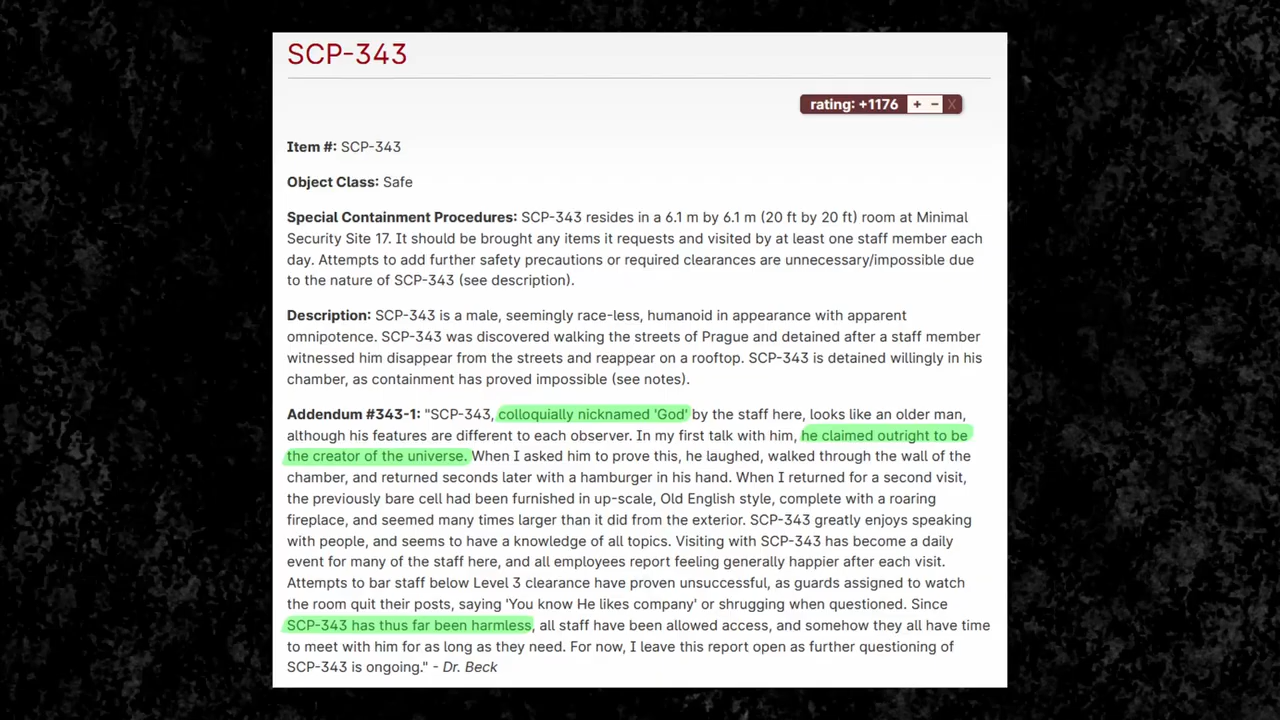 SCP-343
rating: +1176 + – X
Item #: SCP-343
Object Class: Safe
Special Containment Procedures: SCP-343 resides in a 6.1 m by 6.1 m (20 ft by 20 ft) room at Minimal
Security Site 17. It should be brought any items it requests and visited by at least one staff member each
day. Attempts to add further safety precautions or required clearances are unnecessary/impossible due
to the nature of SCP-343 (see description).
Description: SCP-343 is a male, seemingly race-less, humanoid in appearance with apparent
omnipotence. SCP-343 was discovered walking the streets of Prague and detained after a staff member
witnessed him disappear from the streets and reappear on a rooftop. SCP-343 is detained willingly in his
chamber, as containment has proved impossible (see notes).
Addendum #343-1: "SCP-343, colloquially nicknamed 'God' by the staff here, looks like an older man,
although his features are different to each observer. In my first talk with him, he claimed outright to be
the creator of the universe. When I asked him to prove this, he laughed, walked through the wall of the
chamber, and returned seconds later with a hamburger in his hand. When I returned for a second visit,
the previously bare cell had been furnished in up-scale, Old English style, complete with a roaring
fireplace, and seemed many times larger than it did from the exterior. SCP-343 greatly enjoys speaking
with people, and seems to have a knowledge of all topics. Visiting with SCP-343 has become a daily
event for many of the staff here, and all employees report feeling generally happier after each visit.
Attempts to bar staff below Level 3 clearance have proven unsuccessful, as guards assigned to watch
the room quit their posts, saying 'You know He likes company' or shrugging when questioned. Since
SCP-343 has thus far been harmless, all staff have been allowed access, and somehow they all have time
to meet with him for as long as they need. For now, I leave this report open as further questioning of
SCP-343 is ongoing." - Dr. Beck